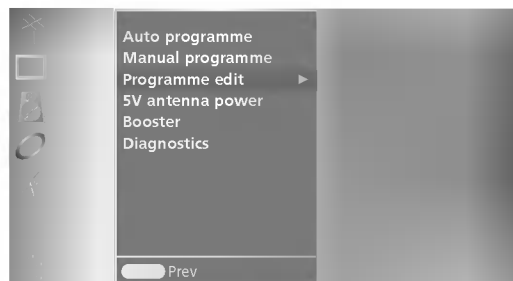 Auto programme
Manual programme
Programme edit
5V antenna power
Booster
Diagnostics
Prev